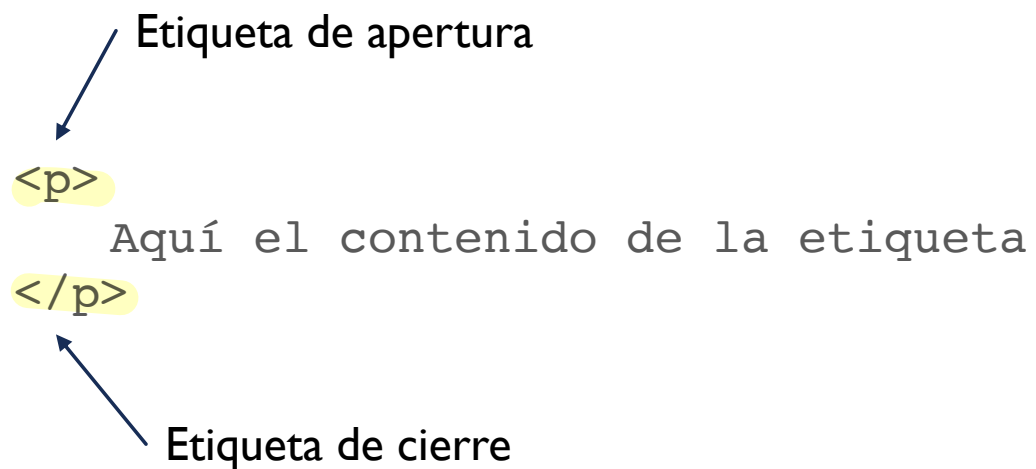 Etiqueta de apertura
<p>
Aquí el contenido de la etiqueta
</p>
Etiqueta de cierre